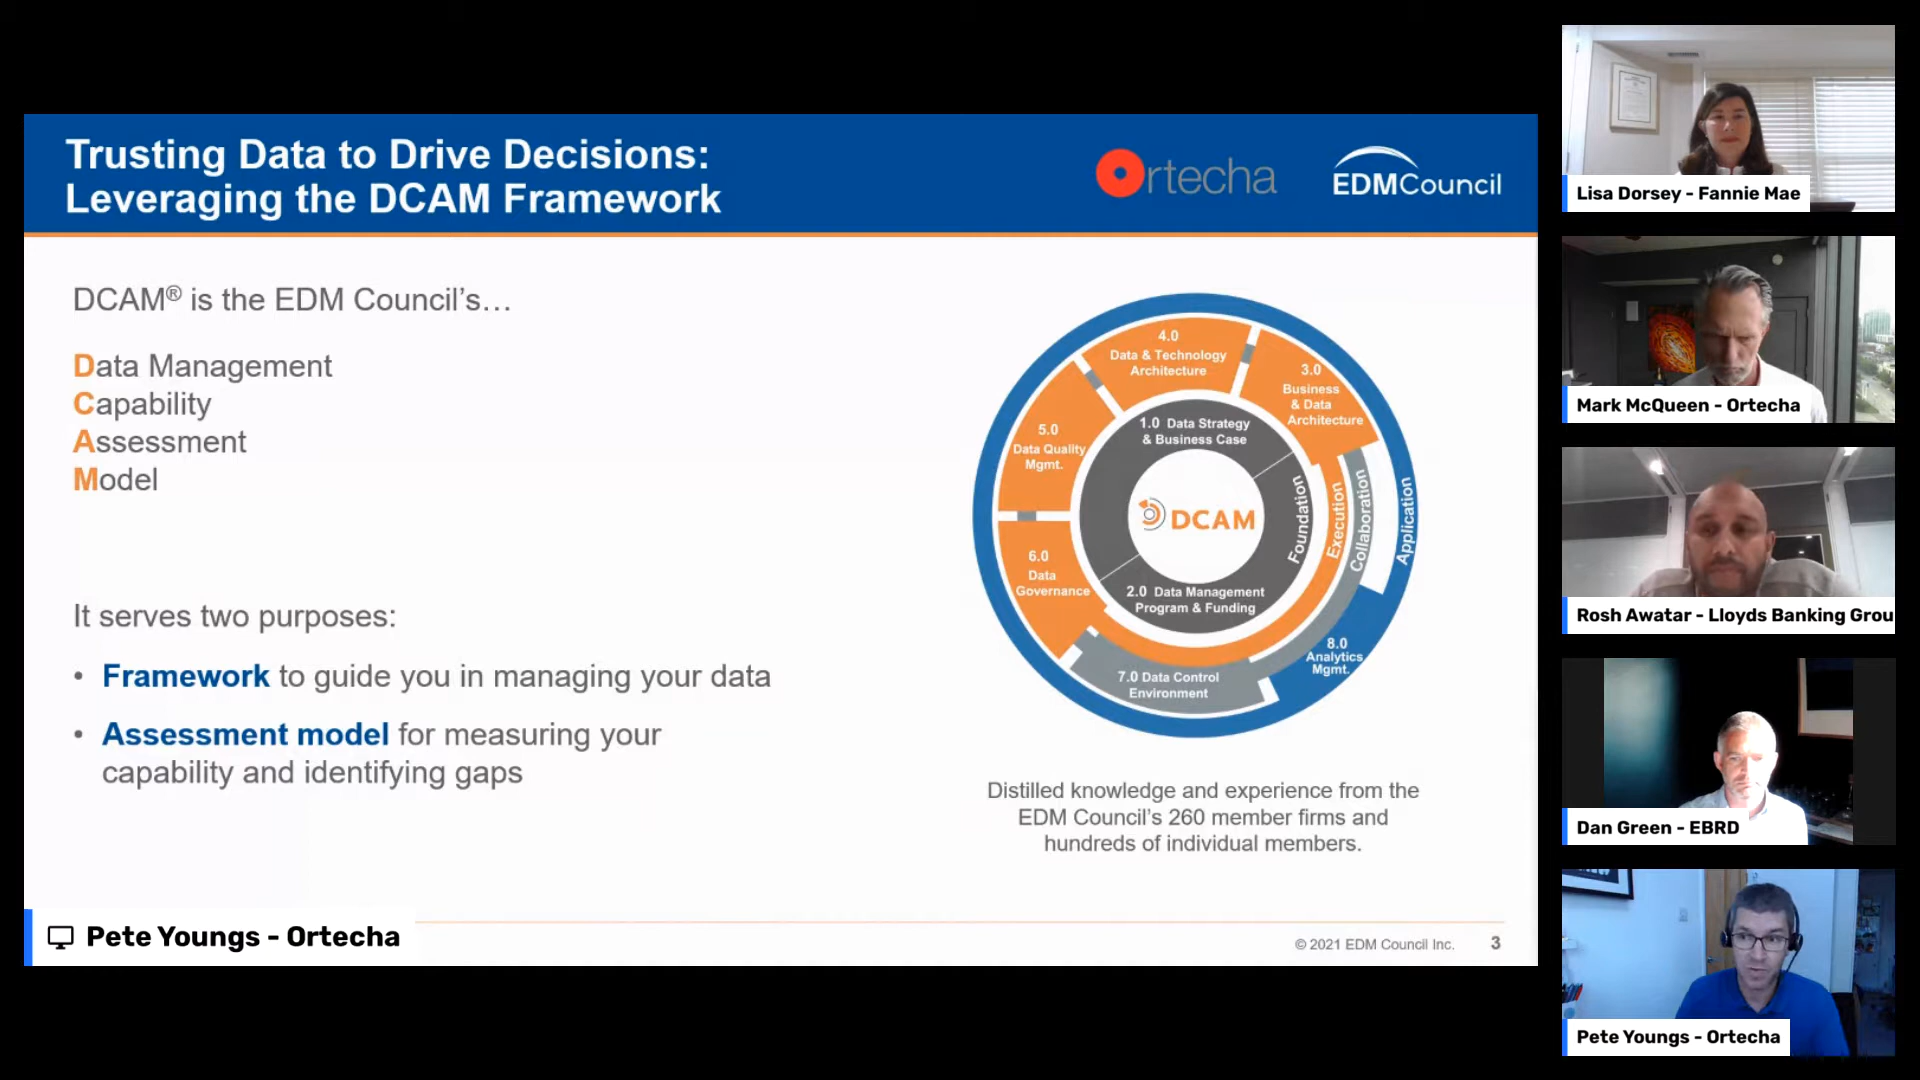 Trusting Data to Drive Decisions:
Leveraging the DCAM Framework
Ortecha
EDMCouncil
DCAM® is the EDM Council's…
Data Management
Capability
Assessment
Model
It serves two purposes:
• Framework to guide you in managing your data
• Assessment model for measuring your
capability and identifying gaps
4.0
Data & Technology
Architecture
3.0
Business
& Data
Architecture
5.0
Data Quality
Mgmt.
1.0 Data Strategy
& Business Case
DCAM
Foundation
Execution
Collaboration
Application
6.0
Data
Governance
2.0 Data Management
Program & Funding
8.0
Analytics
Mgmt.
7.0 Data Control
Environment
Distilled knowledge and experience from the
EDM Council's 260 member firms and
hundreds of individual members.
Pete Youngs - Ortecha
© 2021 EDM Council Inc. 3
Lisa Dorsey - Fannie Mae
Mark McQueen - Ortecha
Rosh Awatar - Lloyds Banking Grou
Dan Green - EBRD
Pete Youngs - Ortecha